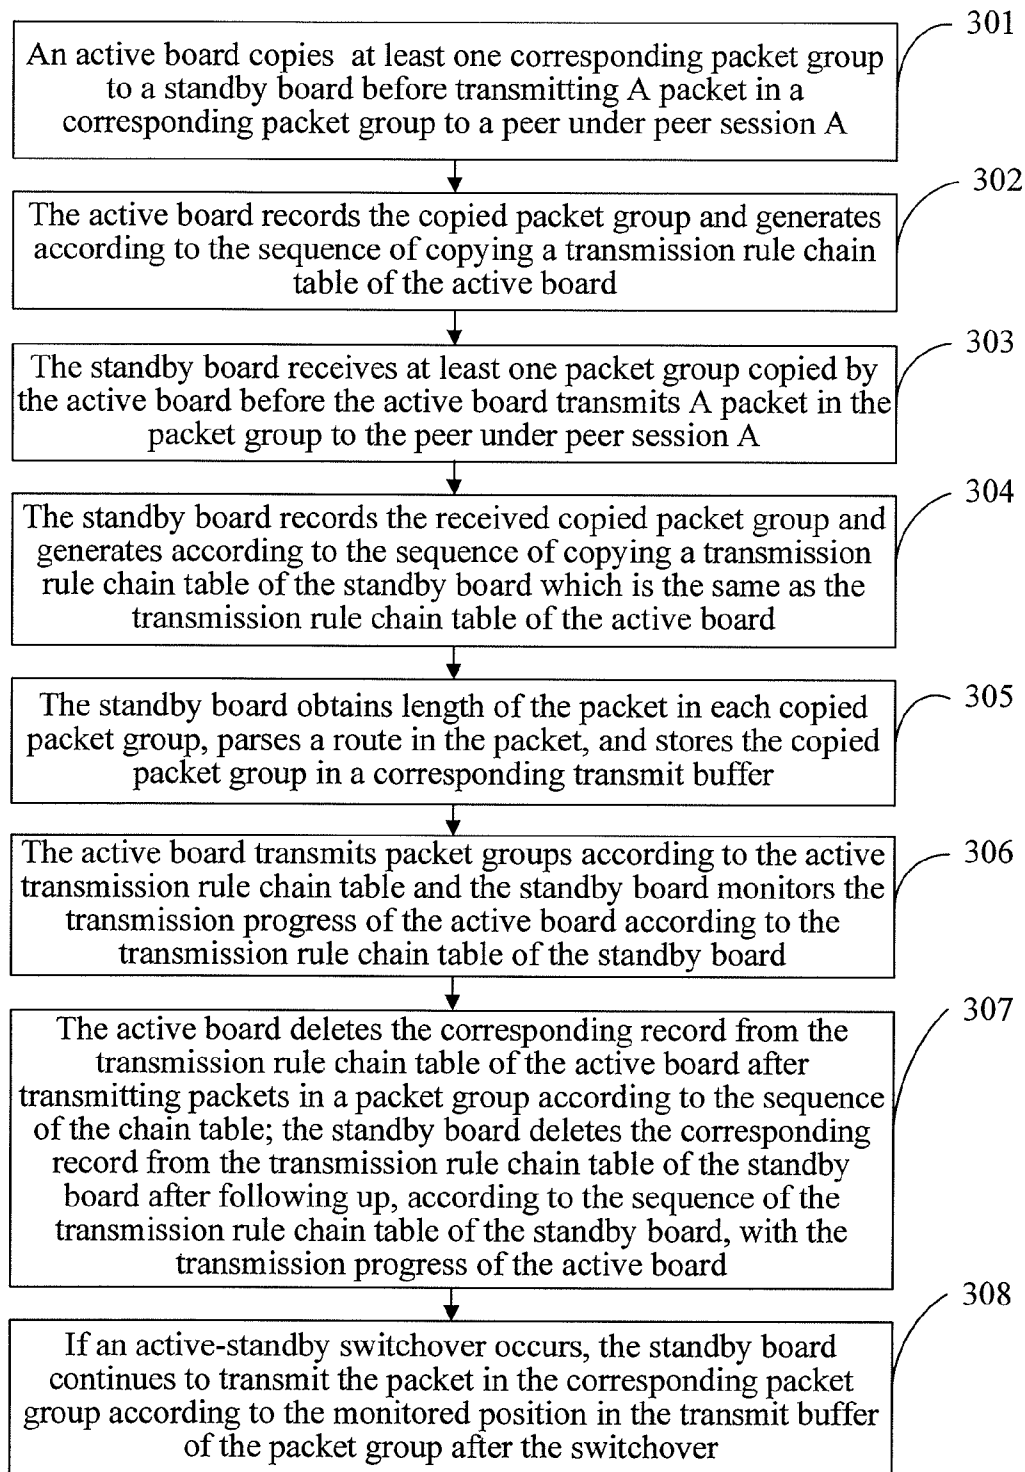 301
An active board copies at least one corresponding packet group
to a standby board before transmitting A packet in a
corresponding packet group to a peer under peer session A
302
The active board records the copied packet group and generates
according to the sequence of copying a transmission rule chain
table of the active board
303
The standby board receives at least one packet group copied by
the active board before the active board transmits A packet in the
packet group to the peer under peer session A
304
The standby board records the received copied packet group and
generates according to the sequence of copying a transmission
rule chain table of the standby board which is the same as the
transmission rule chain table of the active board
305
The standby board obtains length of the packet in each copied
packet group, parses a route in the packet, and stores the copied
packet group in a corresponding transmit buffer
306
The active board transmits packet groups according to the active
transmission rule chain table and the standby board monitors the
transmission progress of the active board according to the
transmission rule chain table of the standby board
307
The active board deletes the corresponding record from the
transmission rule chain table of the active board after
transmitting packets in a packet group according to the sequence
of the chain table; the standby board deletes the corresponding
record from the transmission rule chain table of the standby
board after following up, according to the sequence of the
transmission rule chain table of the standby board, with the
transmission progress of the active board
308
If an active-standby switchover occurs, the standby board
continues to transmit the packet in the corresponding packet
group according to the monitored position in the transmit buffer
of the packet group after the switchover